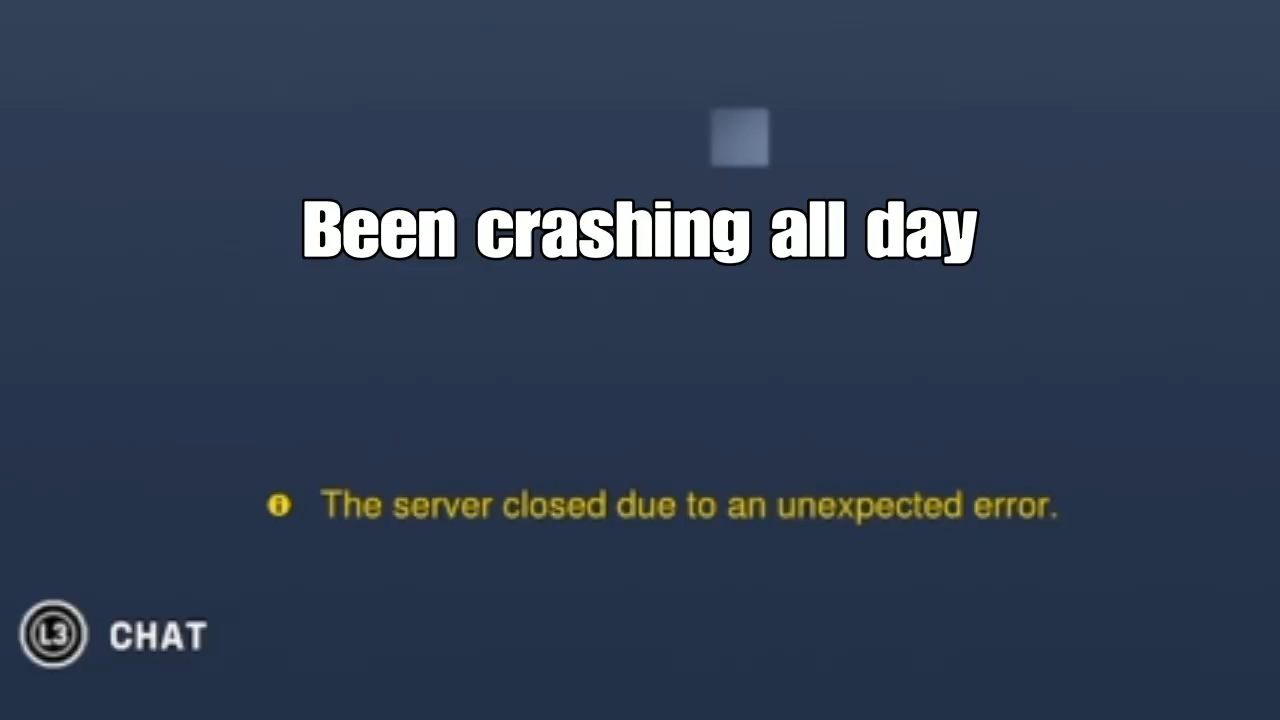 Been crashing all day
The server closed due to an unexpected error.
L3 CHAT